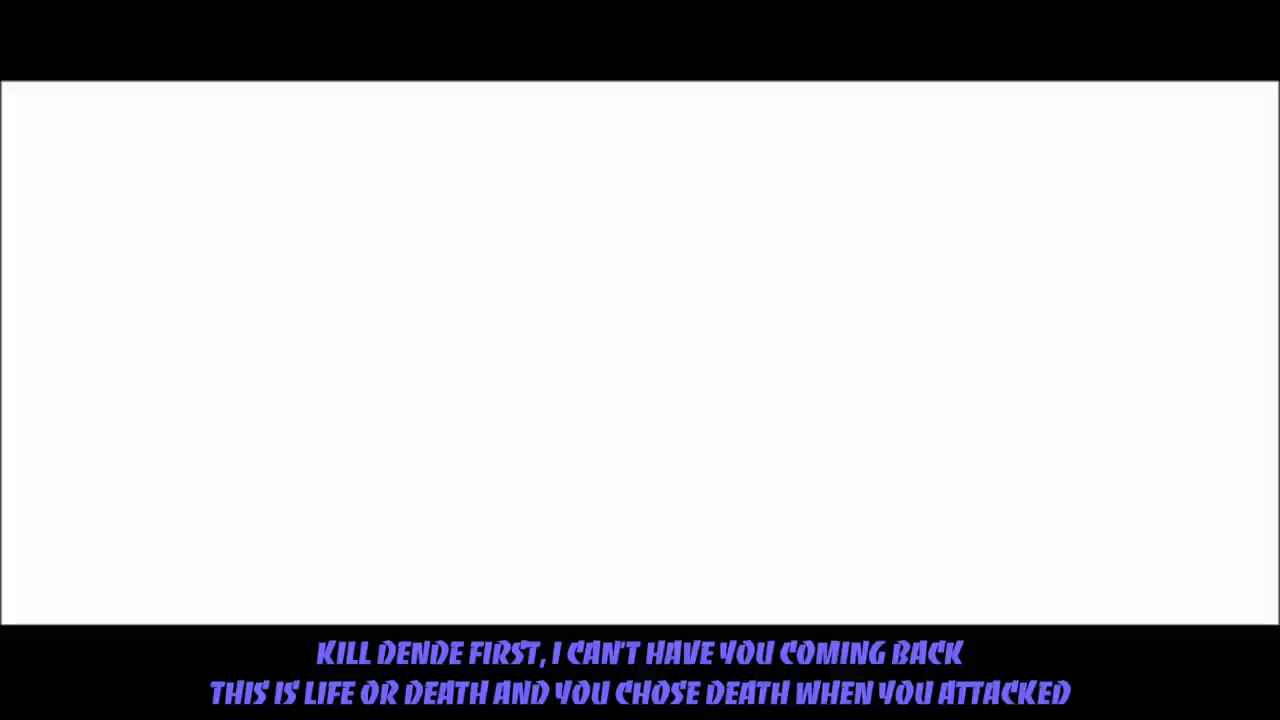 KILL DENDE FIRST, I CAN'T HAVE YOU COMING BACK
THIS IS LIFE OR DEATH AND YOU CHOSE DEATH WHEN YOU ATTACKED